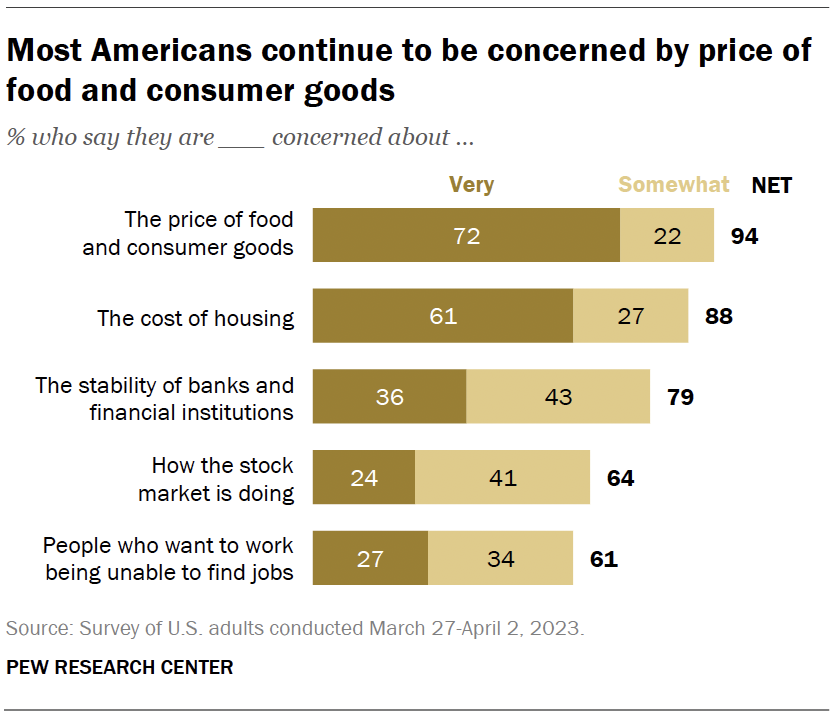 Most Americans continue to be concerned by price of
food and consumer goods
% who say they are ___ concerned about ...
Very Somewhat NET
The price of food
and consumer goods
72 22 94
The cost of housing
61 27 88
The stability of banks and
financial institutions
36 43 79
How the stock
market is doing
24 41 64
People who want to work
being unable to find jobs
27 34 61
Source: Survey of U.S. adults conducted March 27-April 2, 2023.
PEW RESEARCH CENTER